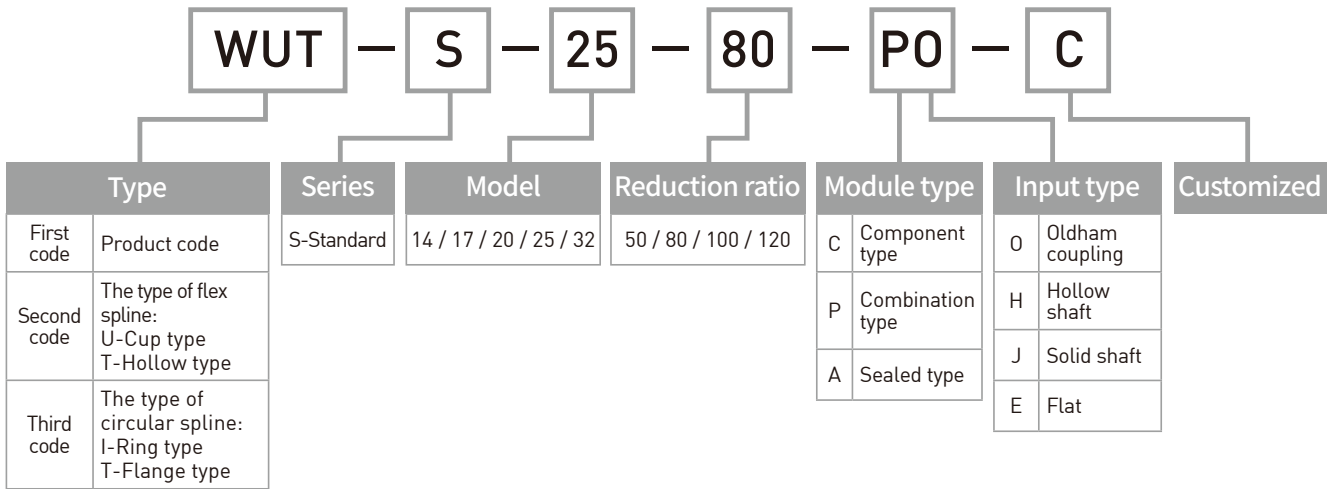 WUT — S — 25 — 80 — PO — C
Type
First
code
Product code
Second
code
The type of flex
spline:
U-Cup type
T-Hollow type
Third
code
The type of
circular spline:
I-Ring type
T-Flange type
Series
S-Standard
Model
14 / 17 / 20 / 25 / 32
Reduction ratio
50 / 80 / 100 / 120
Module type
C
Component
type
P
Combination
type
A
Sealed type
Input type
O
Oldham
coupling
H
Hollow
shaft
J
Solid shaft
E
Flat
Customized